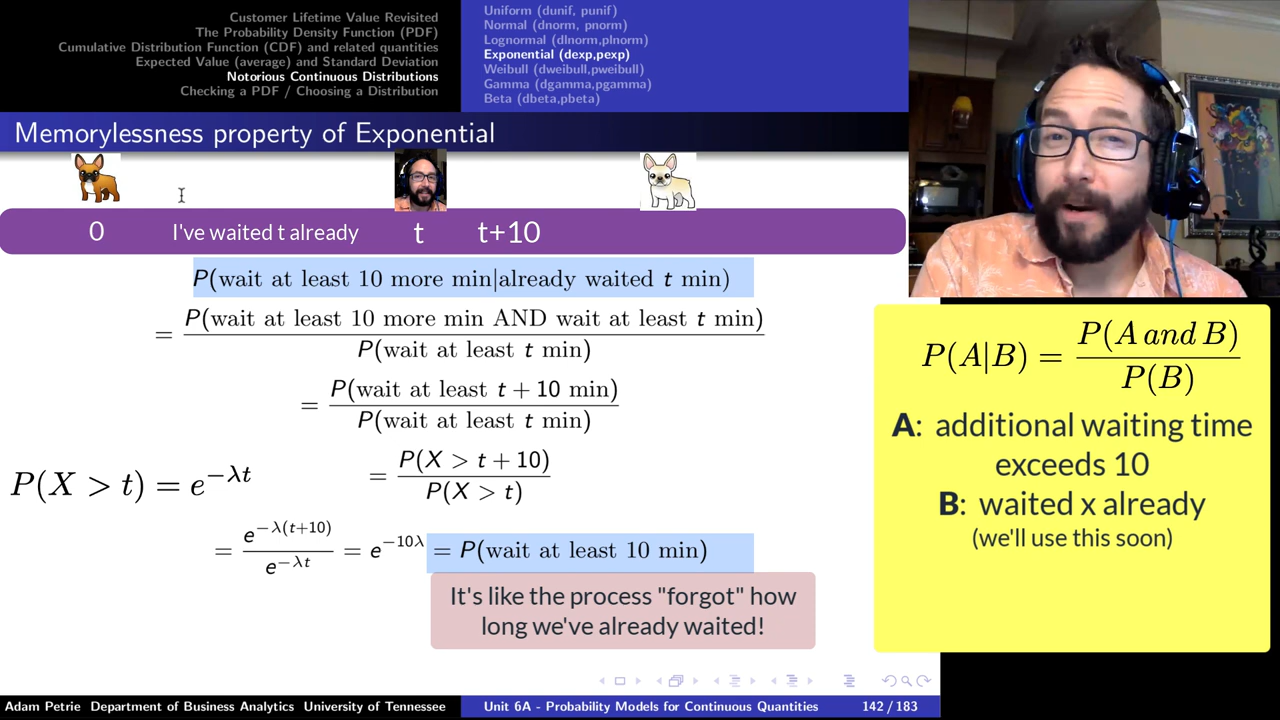 Customer Lifetime Value Revisited
The Probability Density Function (PDF)
Cumulative Distribution Function (CDF) and related quantities
Expected Value (average) and Standard Deviation
Notorious Continuous Distributions
Checking a PDF / Choosing a Distribution
Uniform (dunif, punif)
Normal (dnorm, pnorm)
Lognormal (dlnorm,plnorm)
Exponential (dexp,pexp)
Weibull (dweibull,pweibull)
Gamma (dgamma,pgamma)
Beta (dbeta,pbeta)
Memorylessness property of Exponential
0 I've waited t already t t+10
P(wait at least 10 more min|already waited t min)
= P(wait at least 10 more min AND wait at least t min)
P(wait at least t min)
= P(wait at least t + 10 min)
P(wait at least t min)
P(X > t) = e^{−λt}
= P(X > t + 10)
P(X > t)
= e^{−λ(t+10)} / e^{−λt} = e^{−10λ} = P(wait at least 10 min)
It's like the process "forgot" how
long we've already waited!
P(A|B) = P(A and B)
P(B)
A: additional waiting time
exceeds 10
B: waited x already
(we'll use this soon)
Adam Petrie Department of Business Analytics University of Tennessee Unit 6A - Probability Models for Continuous Quantities 142 / 183